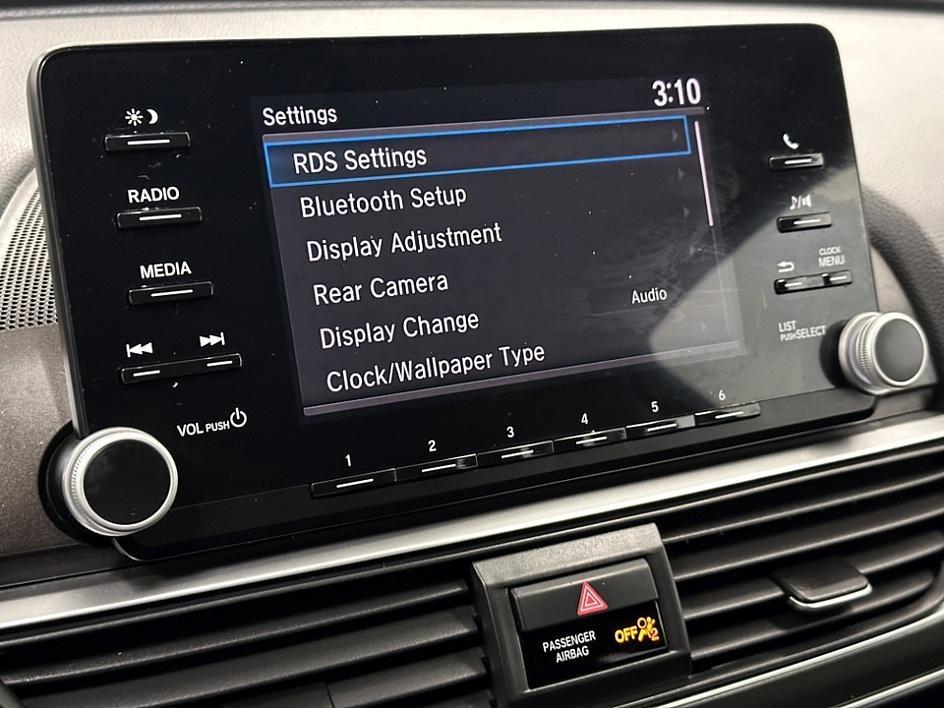 Settings
3:10
RDS Settings
Bluetooth Setup
Display Adjustment
Rear Camera
Display Change
Audio
Clock/Wallpaper Type
RADIO
MEDIA
VOL PUSH
CLOCK
MENU
LIST
PUSH SELECT
1 2 3 4 5 6
PASSENGER
AIRBAG
OFF
2